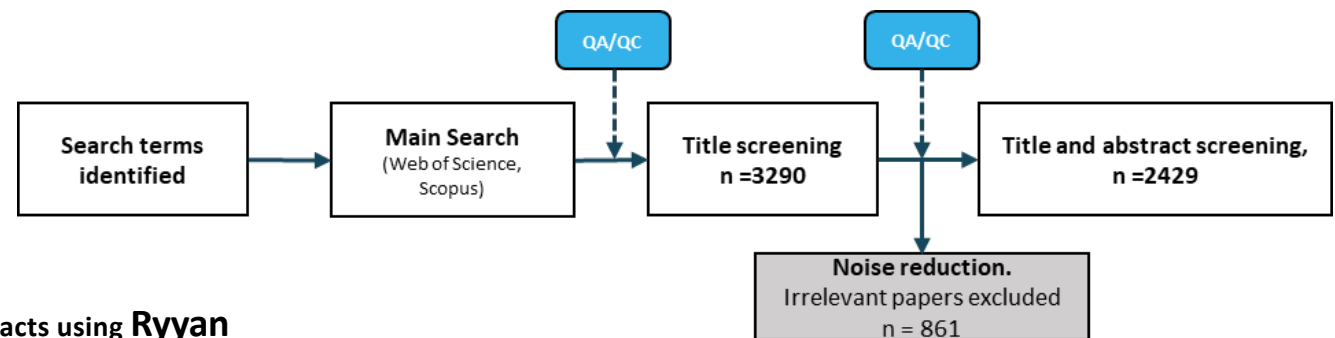 QA/QC
QA/QC
Search terms
identified
Main Search
(Web of Science,
Scopus)
Title screening
n =3290
Title and abstract screening,
n =2429
Noise reduction.
Irrelevant papers excluded
n = 861
acts using Ryyan